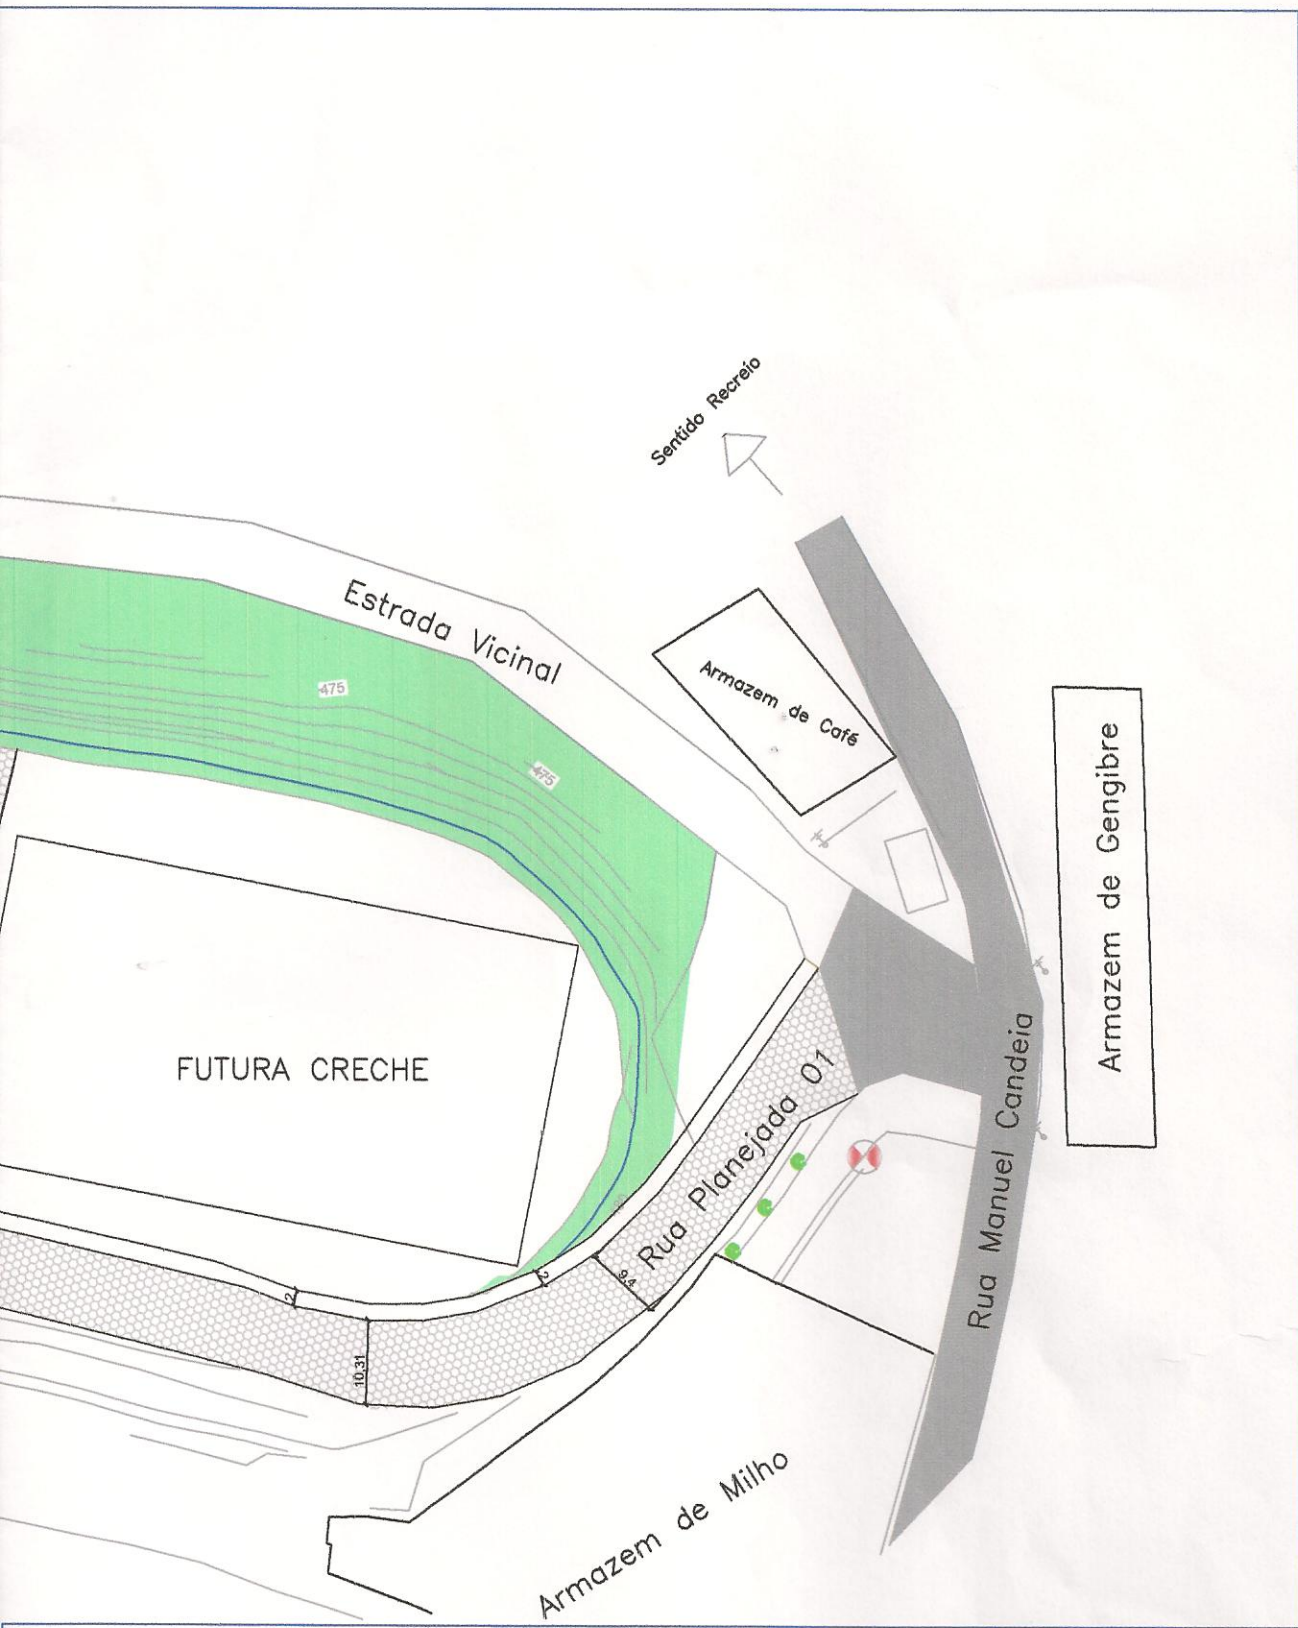 Sentido Recreio
Estrada Vicinal
475
475
Armazem de Café
Armazem de Gengibre
FUTURA CRECHE
Rua Planejada 01
Rua Manuel Candeia
2
2
9,4
10,31
Armazem de Milho